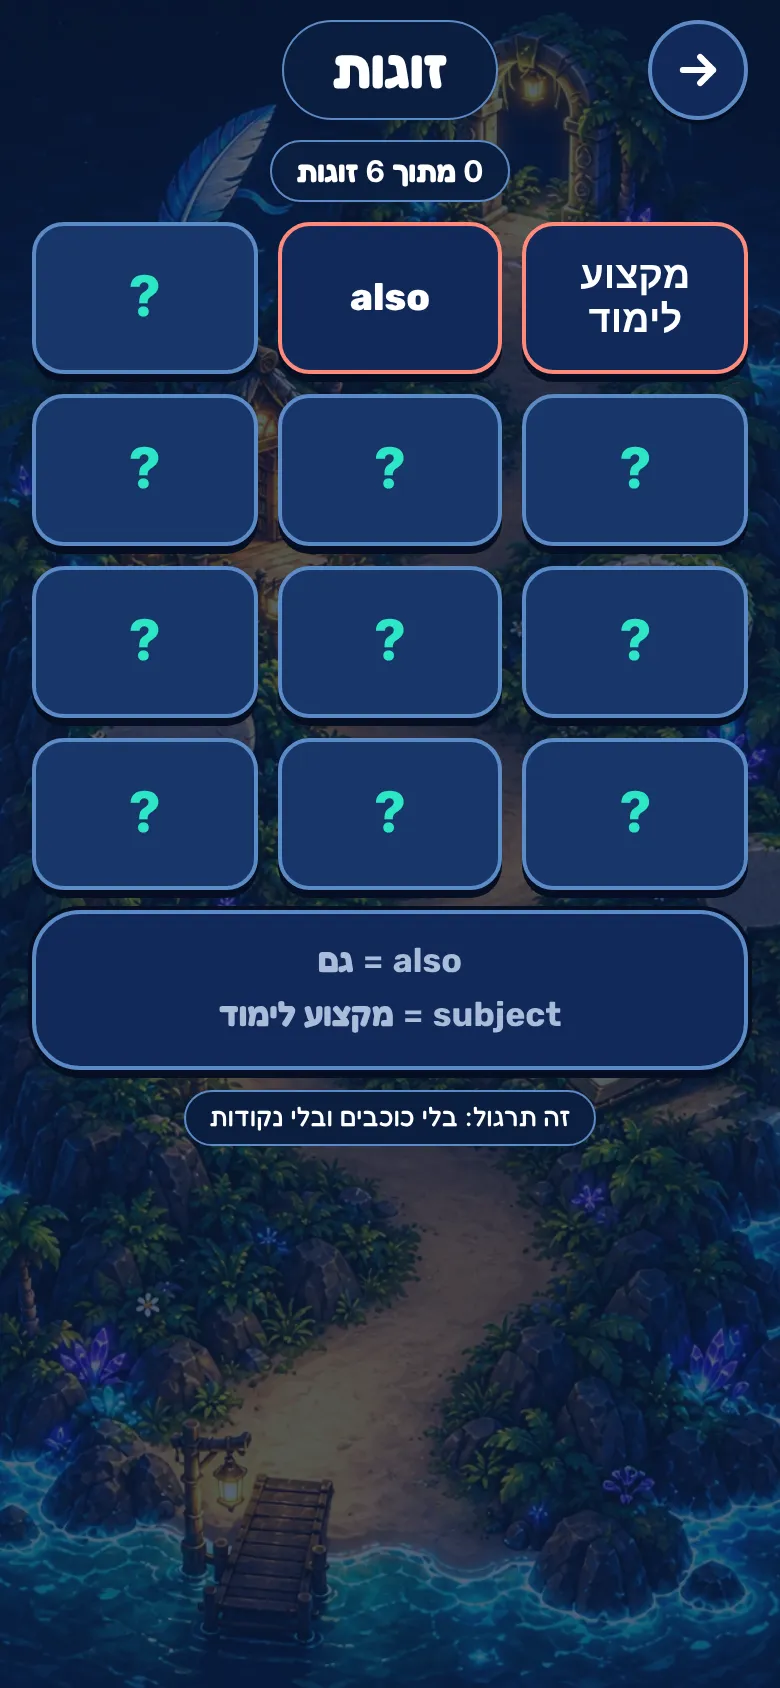 זוגות
0 מתוך 6 זוגות
מקצוע
לימוד
also
?
? ? ?
? ? ?
? ? ?
also = גם
subject = מקצוע לימוד
זה תרגול: בלי כוכבים ובלי נקודות